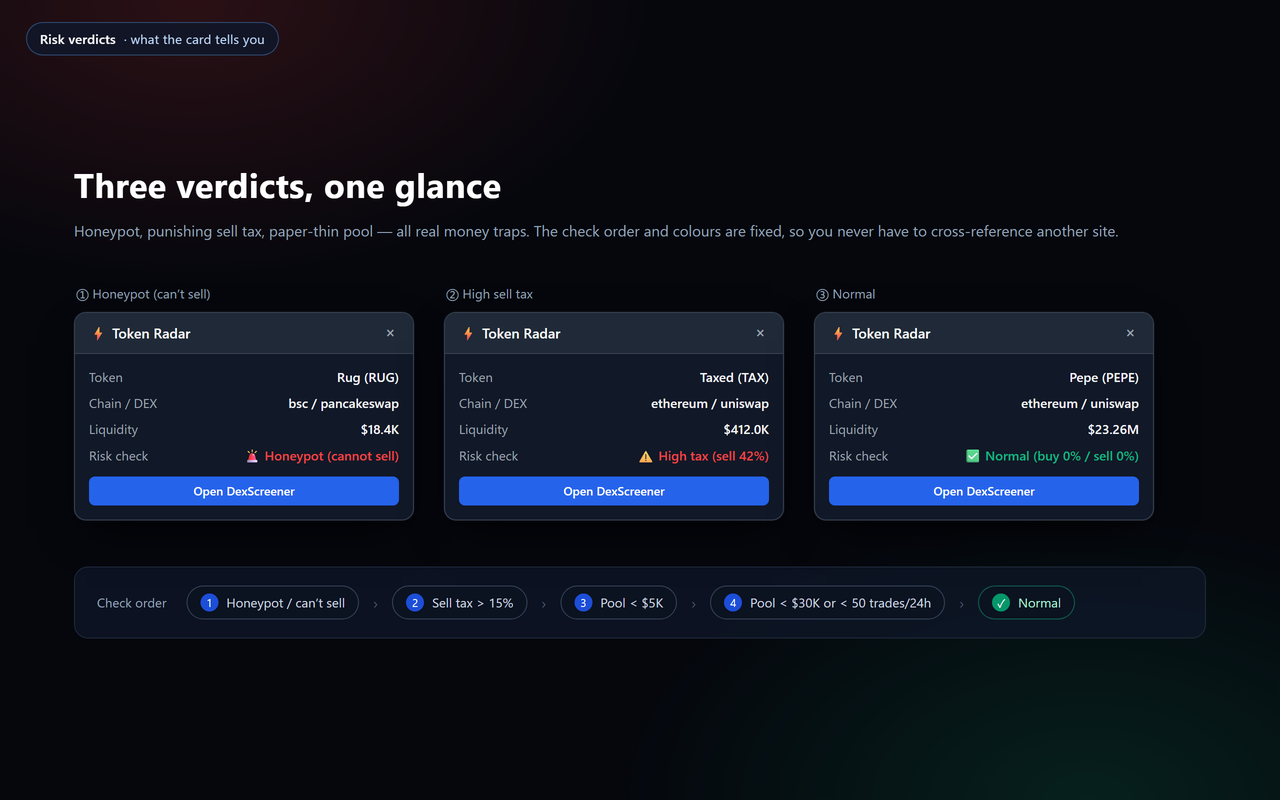 Risk verdicts · what the card tells you
Three verdicts, one glance
Honeypot, punishing sell tax, paper-thin pool — all real money traps. The check order and colours are fixed, so you never have to cross-reference another site.
① Honeypot (can't sell)
⚡ Token Radar ×
Token Rug (RUG)
Chain / DEX bsc / pancakeswap
Liquidity $18.4K
Risk check 🚨 Honeypot (cannot sell)
Open DexScreener
② High sell tax
⚡ Token Radar ×
Token Taxed (TAX)
Chain / DEX ethereum / uniswap
Liquidity $412.0K
Risk check ⚠️ High tax (sell 42%)
Open DexScreener
③ Normal
⚡ Token Radar ×
Token Pepe (PEPE)
Chain / DEX ethereum / uniswap
Liquidity $23.26M
Risk check ✅ Normal (buy 0% / sell 0%)
Open DexScreener
Check order 1 Honeypot / can't sell › 2 Sell tax > 15% › 3 Pool < $5K › 4 Pool < $30K or < 50 trades/24h › ✓ Normal